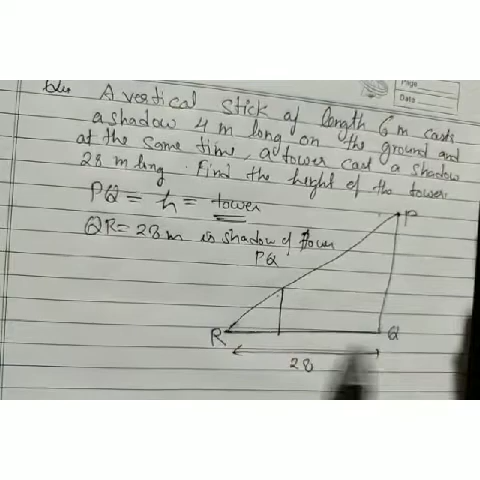 Page
Date
Que. A vertical stick of length 6m casts
a shadow 4 m long on the ground and
at the same time, a tower cast a shadow
28 m long. Find the height of the tower
PQ = h = tower
QR = 28 m is shadow of tower
PQ
P
R
Q
28